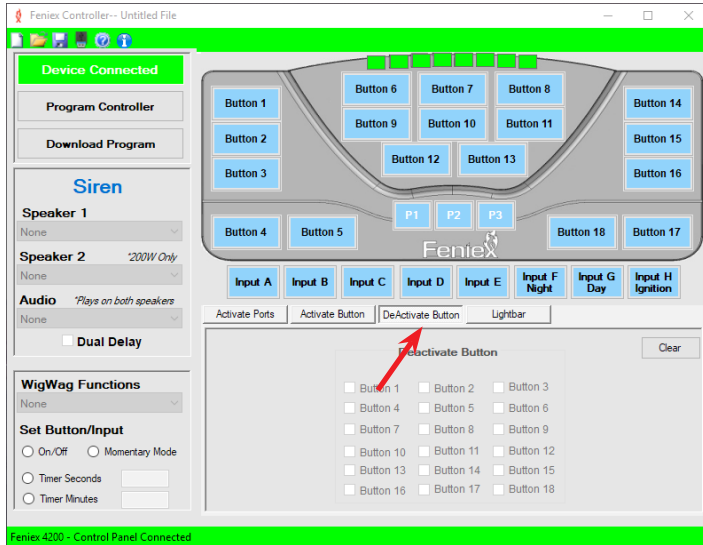 Feniex Controller-- Untitled File
Device Connected
Program Controller
Download Program
Siren
Speaker 1
None
Speaker 2 *200W Only
None
Audio *Plays on both speakers
None
Dual Delay
WigWag Functions
None
Set Button/Input
On/Off Momentary Mode
Timer Seconds
Timer Minutes
Button 6 Button 7 Button 8
Button 1 Button 14
Button 9 Button 10 Button 11
Button 2 Button 15
Button 12 Button 13
Button 3 Button 16
P1 P2 P3
Button 4 Button 5 Button 18 Button 17
Feniex
Input A Input B Input C Input D Input E Input F Night Input G Day Input H Ignition
Activate Ports Activate Button DeActivate Button Lightbar
Clear
Deactivate Button
Button 1 Button 2 Button 3
Button 4 Button 5 Button 6
Button 7 Button 8 Button 9
Button 10 Button 11 Button 12
Button 13 Button 14 Button 15
Button 16 Button 17 Button 18
Feniex 4200 - Control Panel Connected